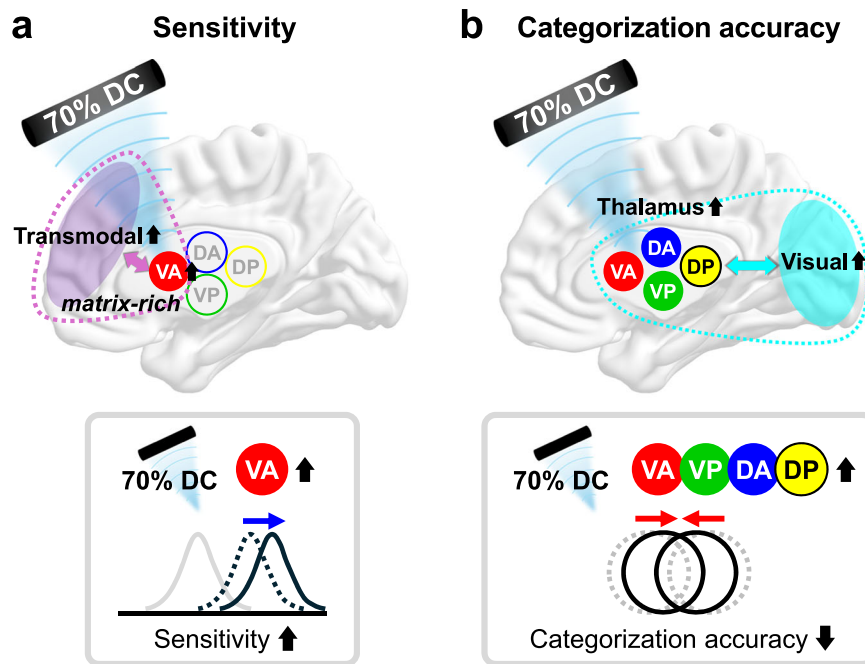 a Sensitivity
70% DC
Transmodal
VA
DA
DP
VP
matrix-rich
70% DC
VA
Sensitivity
b Categorization accuracy
70% DC
Thalamus
VA
DA
DP
VP
Visual
70% DC
VA VP DA DP
Categorization accuracy